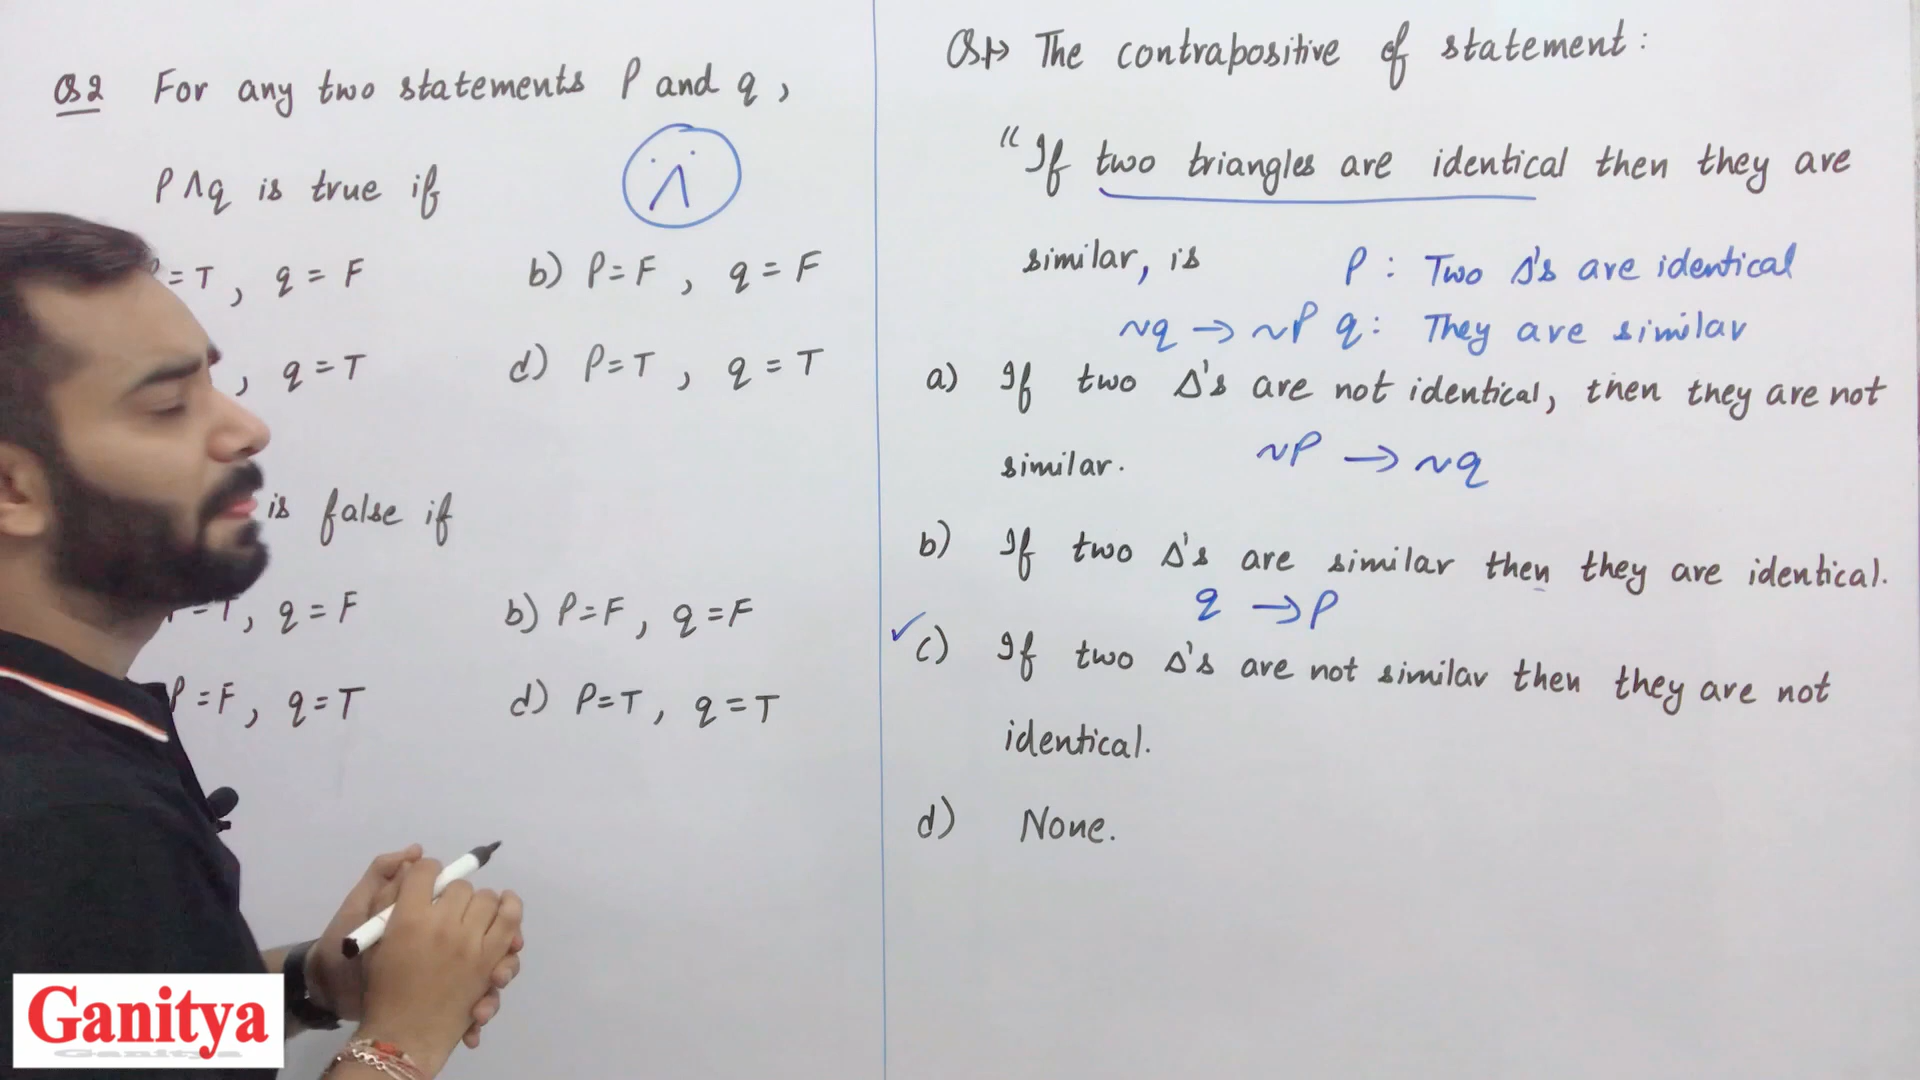 Q2 For any two statements P and q,
P∧q is true if
∧
P=T, q=F b) P=F, q=F
, q=T d) P=T, q=T
is false if
P=T, q=F b) P=F, q=F
P=F, q=T d) P=T, q=T
Q1→ The contrapositive of statement:
"If two triangles are identical then they are
similar, is P: Two Δ's are identical
~q → ~P q: They are similar
a) If two Δ's are not identical, then they are not
similar. ~P → ~q
b) If two Δ's are similar then they are identical.
q → P
✓ c) If two Δ's are not similar then they are not
identical.
d) None.
Ganitya